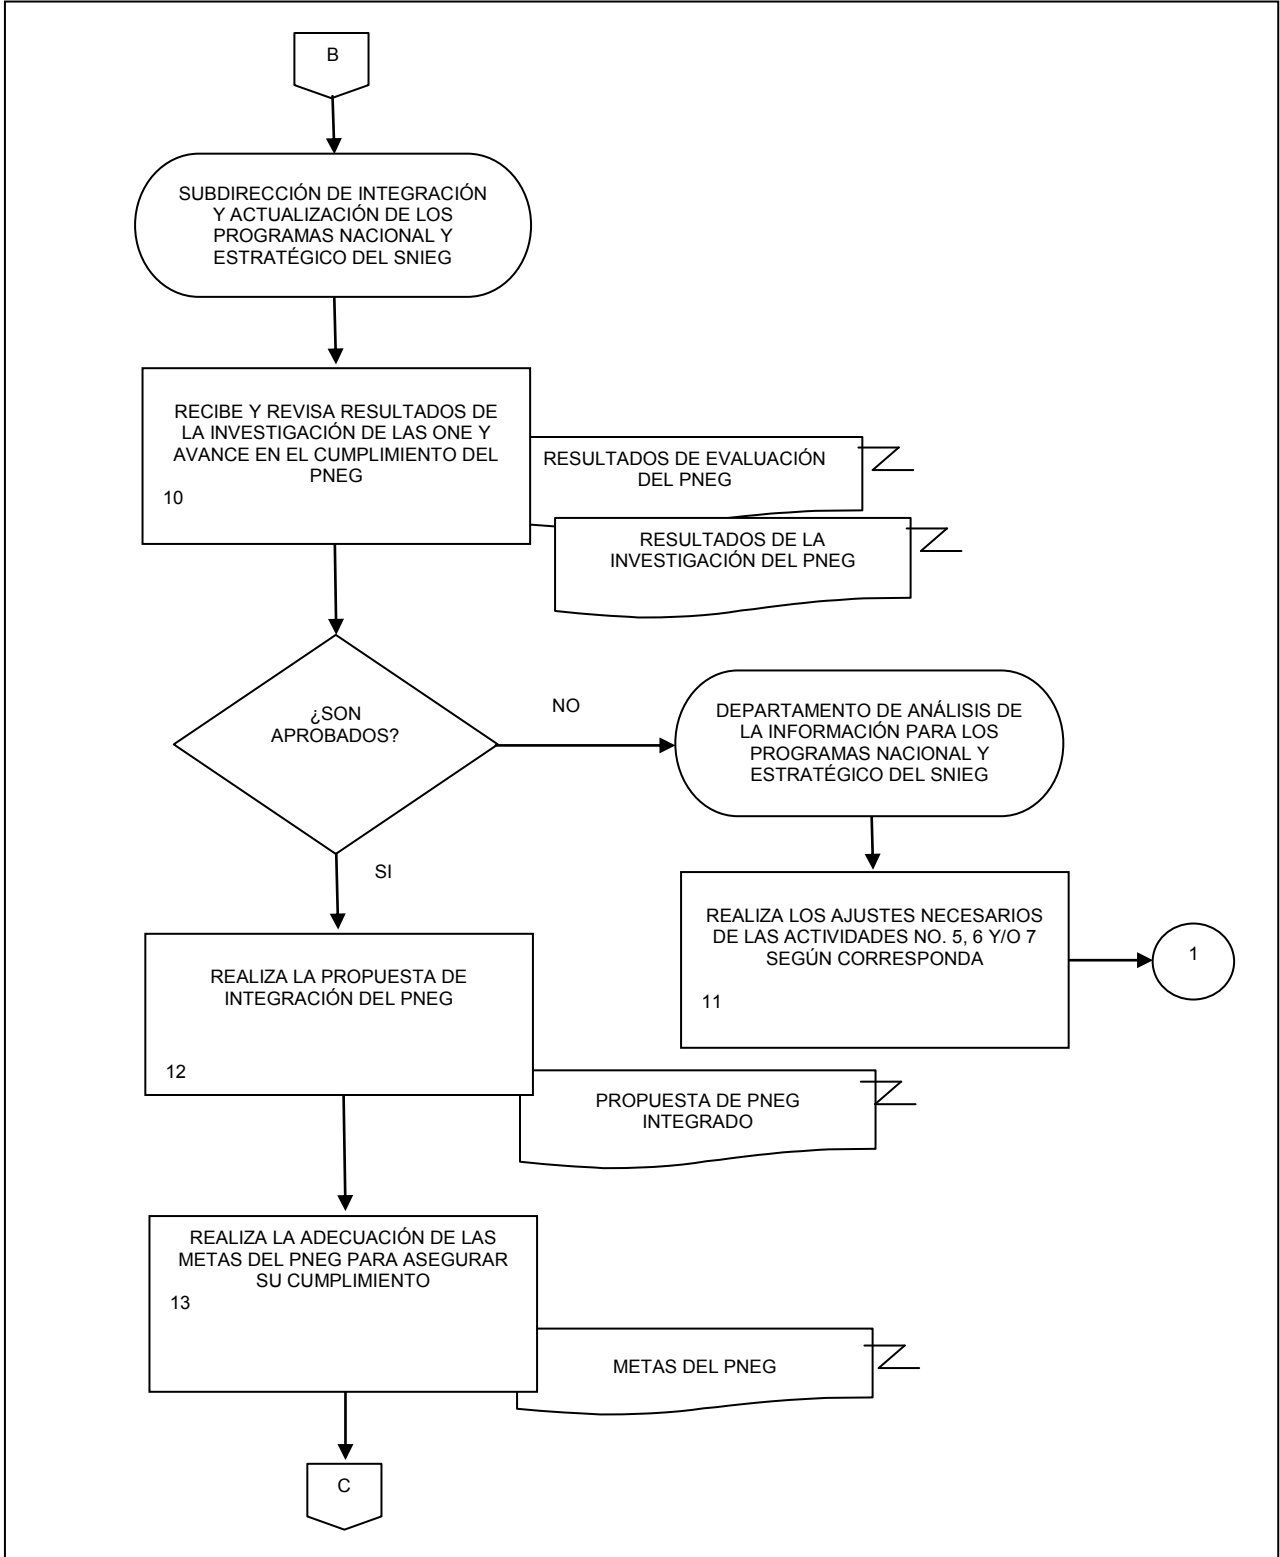 B
SUBDIRECCIÓN DE INTEGRACIÓN
Y ACTUALIZACIÓN DE LOS
PROGRAMAS NACIONAL Y
ESTRATÉGICO DEL SNIEG
RECIBE Y REVISA RESULTADOS DE
LA INVESTIGACIÓN DE LAS ONE Y
AVANCE EN EL CUMPLIMIENTO DEL
PNEG
10
RESULTADOS DE EVALUACIÓN
DEL PNEG
RESULTADOS DE LA
INVESTIGACIÓN DEL PNEG
¿SON
APROBADOS?
NO
DEPARTAMENTO DE ANÁLISIS DE
LA INFORMACIÓN PARA LOS
PROGRAMAS NACIONAL Y
ESTRATÉGICO DEL SNIEG
SI
REALIZA LOS AJUSTES NECESARIOS
DE LAS ACTIVIDADES NO. 5, 6 Y/O 7
SEGÚN CORRESPONDA
11
1
REALIZA LA PROPUESTA DE
INTEGRACIÓN DEL PNEG
12
PROPUESTA DE PNEG
INTEGRADO
REALIZA LA ADECUACIÓN DE LAS
METAS DEL PNEG PARA ASEGURAR
SU CUMPLIMIENTO
13
METAS DEL PNEG
C